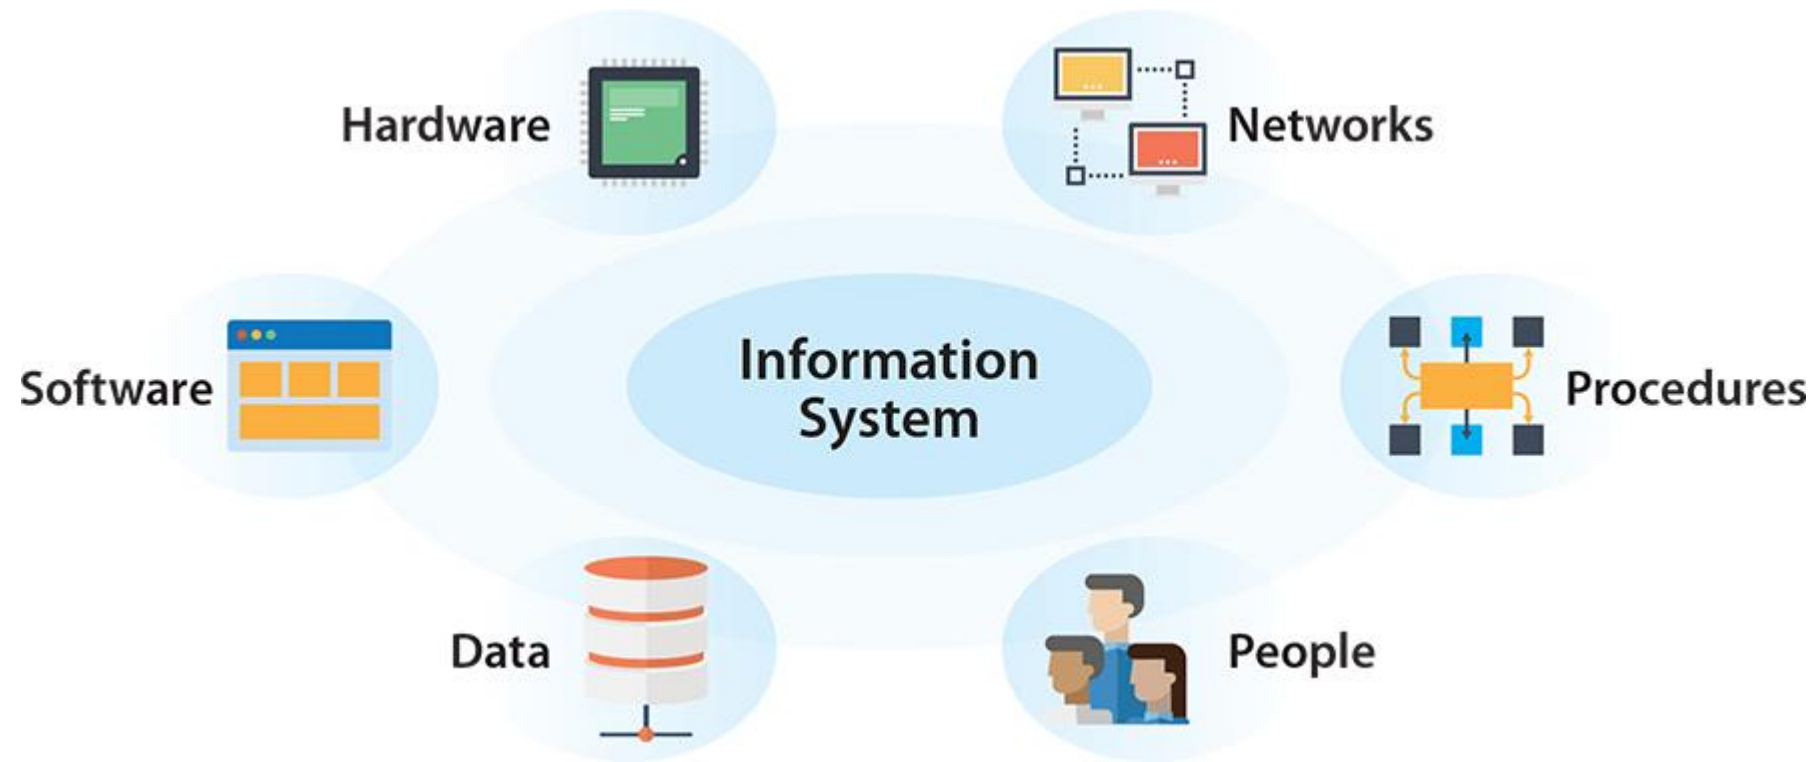 Hardware
Networks
Software
Information
System
Procedures
Data
People